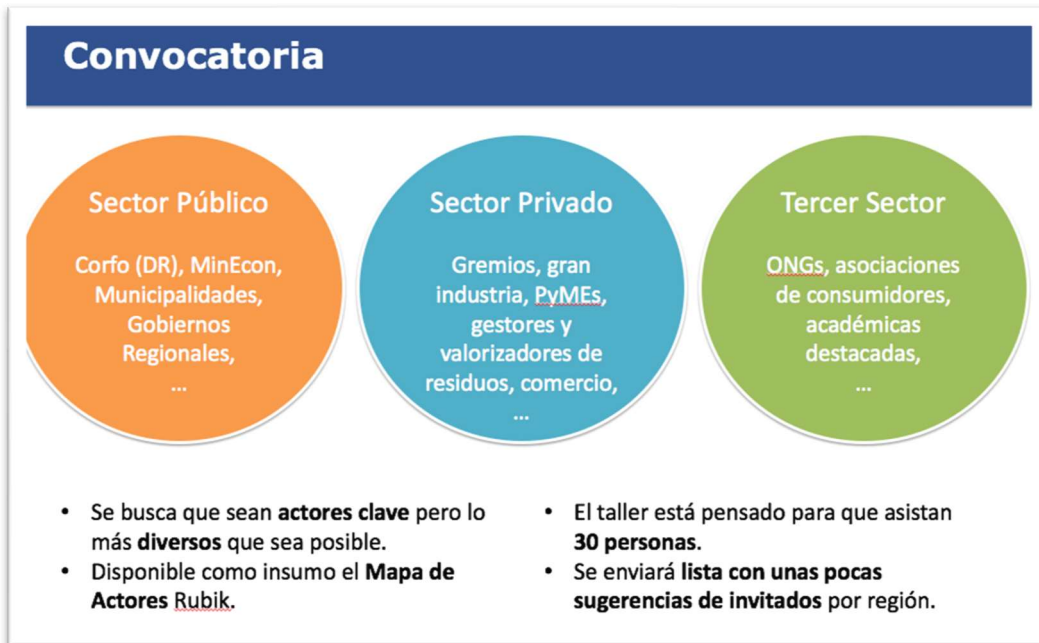 Convocatoria
Sector Público
Corfo (DR), MinEcon,
Municipalidades,
Gobiernos
Regionales,
...
Sector Privado
Gremios, gran
industria, PyMEs,
gestores y
valorizadores de
residuos, comercio,
...
Tercer Sector
ONGs, asociaciones
de consumidores,
académicas
destacadas,
...
• Se busca que sean actores clave pero lo
más diversos que sea posible.
• Disponible como insumo el Mapa de
Actores Rubik.
• El taller está pensado para que asistan
30 personas.
• Se enviará lista con unas pocas
sugerencias de invitados por región.